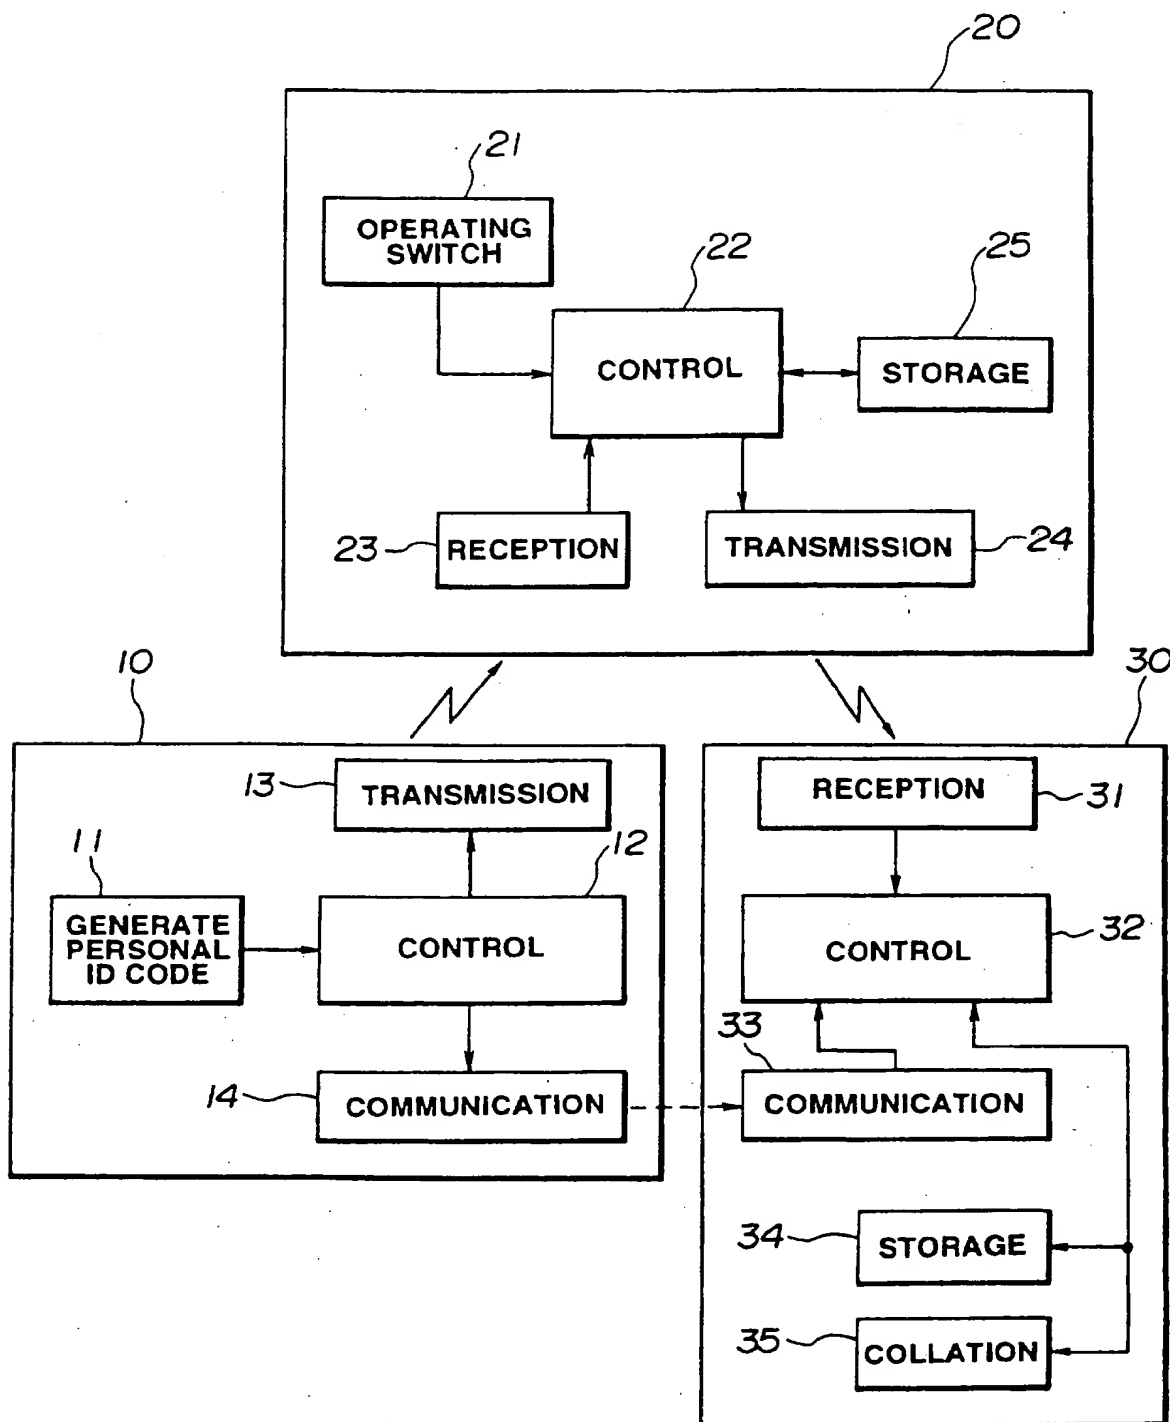 20
21
OPERATING
SWITCH
22
25
CONTROL
STORAGE
23
RECEPTION
TRANSMISSION
24
10
30
13
TRANSMISSION
RECEPTION
31
11
12
GENERATE
PERSONAL
ID CODE
CONTROL
CONTROL
32
33
14
COMMUNICATION
COMMUNICATION
34
STORAGE
35
COLLATION